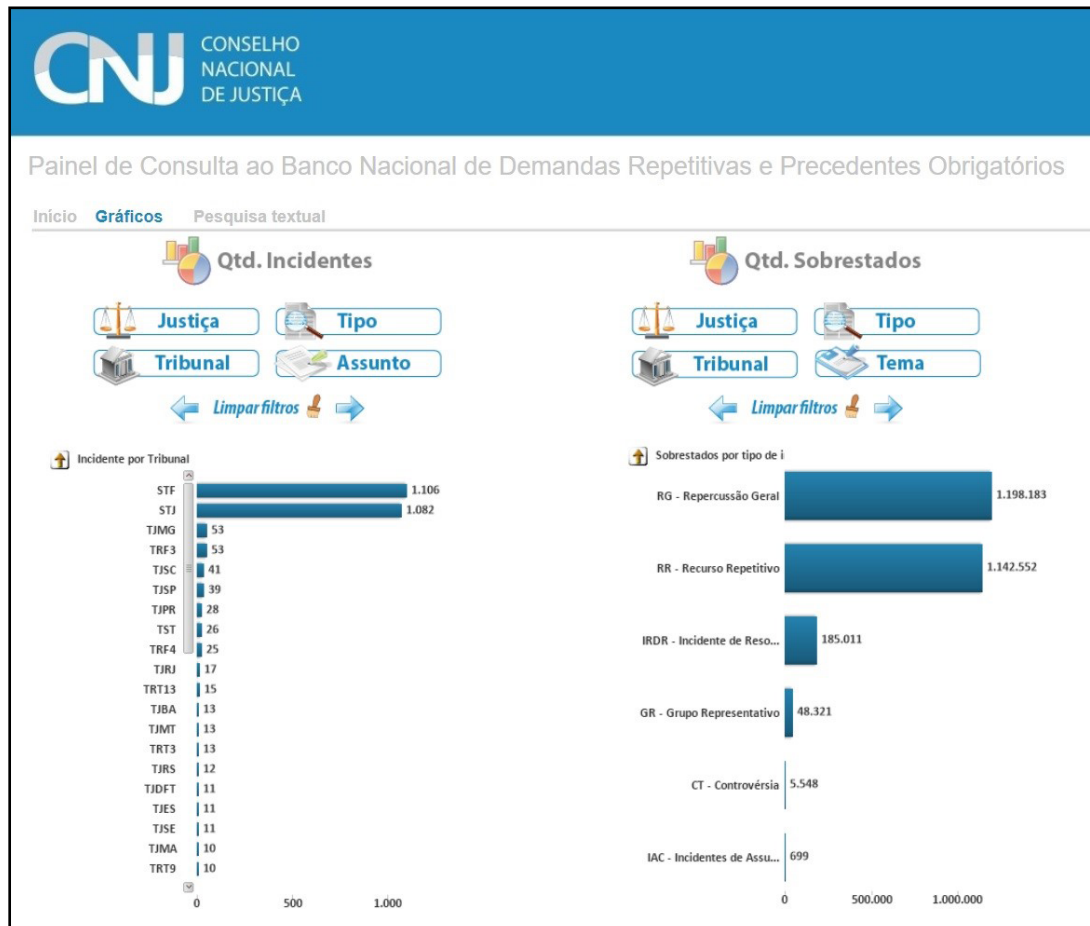 CNJ
CONSELHO
NACIONAL
DE JUSTIÇA
Painel de Consulta ao Banco Nacional de Demandas Repetitivas e Precedentes Obrigatórios
Início Gráficos Pesquisa textual
Qtd. Incidentes
Justiça Tipo
Tribunal Assunto
Limpar filtros
Incidente por Tribunal
STF 1.106
STJ 1.082
TJMG 53
TRF3 53
TJSC 41
TJSP 39
TJPR 28
TST 26
TRF4 25
TJRJ 17
TRT13 15
TJBA 13
TJMT 13
TRT3 13
TJRS 12
TJDFT 11
TJES 11
TJSE 11
TJMA 10
TRT9 10
0 500 1.000
Qtd. Sobrestados
Justiça Tipo
Tribunal Tema
Limpar filtros
Sobrestados por tipo de i
RG - Repercussão Geral 1.198.183
RR - Recurso Repetitivo 1.142.552
IRDR - Incidente de Reso... 185.011
GR - Grupo Representativo 48.321
CT - Controvérsia 5.548
IAC - Incidentes de Assu... 699
0 500.000 1.000.000